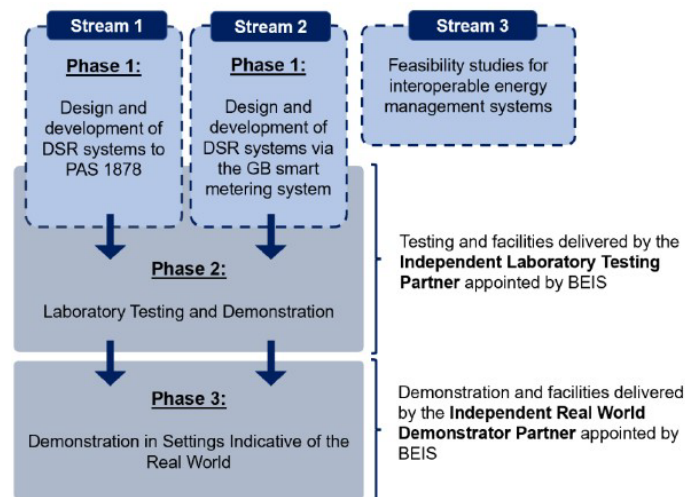 Stream 1
Phase 1:
Design and
development of
DSR systems to
PAS 1878
Stream 2
Phase 1:
Design and
development of
DSR systems via
the GB smart
metering system
Stream 3
Feasibility studies for
interoperable energy
management systems
Phase 2:
Laboratory Testing and Demonstration
Testing and facilities delivered by the
Independent Laboratory Testing
Partner appointed by BEIS
Phase 3:
Demonstration in Settings Indicative of the
Real World
Demonstration and facilities delivered
by the Independent Real World
Demonstrator Partner appointed by
BEIS